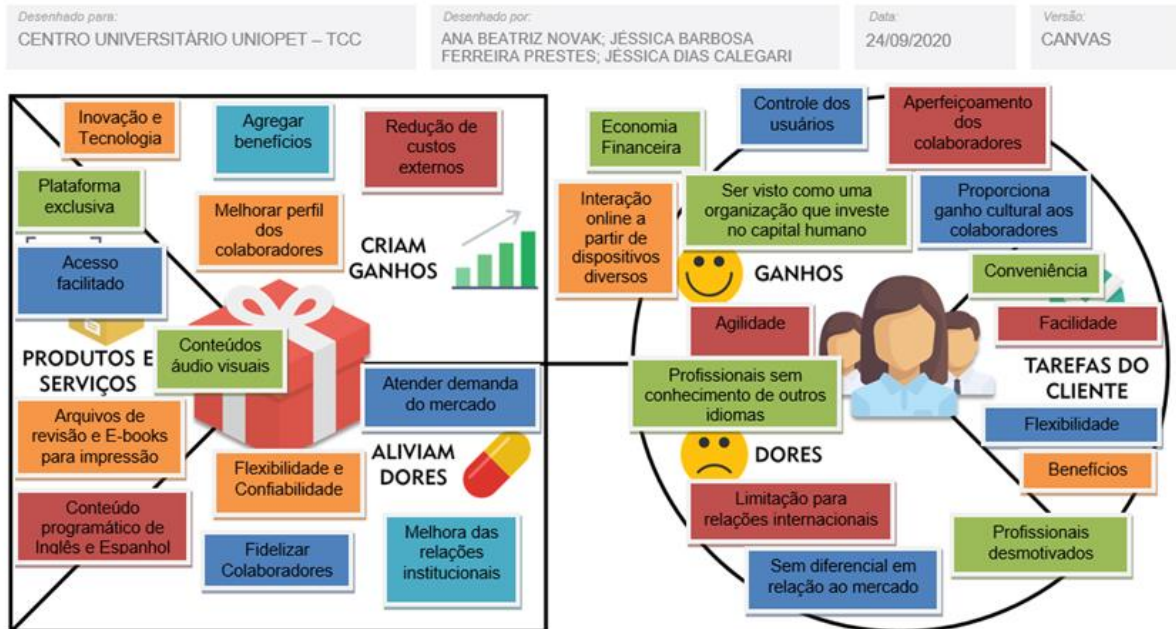 Desenhado para:
CENTRO UNIVERSITÀRIO UNIOPET – TCC
Desenhado por:
ANA BEATRIZ NOVAK; JÉSSICA BARBOSA
FERREIRA PRESTES; JÉSSICA DIAS CALEGARI
Data:
24/09/2020
Versão:
CANVAS
Inovação e
Tecnologia
Agregar
benefícios
Redução de
custos
externos
Plataforma
exclusiva
Melhorar perfil
dos
colaboradores
CRIAM
GANHOS
Acesso
facilitado
PRODUTOS E
SERVIÇOS
Conteúdos
áudio visuais
Atender demanda
do mercado
Arquivos de
revisão e E-books
para impressão
Flexibilidade e
Confiabilidade
ALIVIAM
DORES
Conteúdo
programático de
Inglês e Espanhol
Fidelizar
Colaboradores
Melhora das
relações
institucionais
Economia
Financeira
Controle dos
usuários
Aperfeiçoamento
dos
colaboradores
Interação
online a
partir de
dispositivos
diversos
Ser visto como uma
organização que investe
no capital humano
Proporciona
ganho cultural aos
colaboradores
GANHOS
Conveniência
Agilidade
Facilidade
TAREFAS DO
CLIENTE
Profissionais sem
conhecimento de outros
idiomas
Flexibilidade
DORES
Benefícios
Limitação para
relações internacionais
Profissionais
desmotivados
Sem diferencial em
relação ao mercado